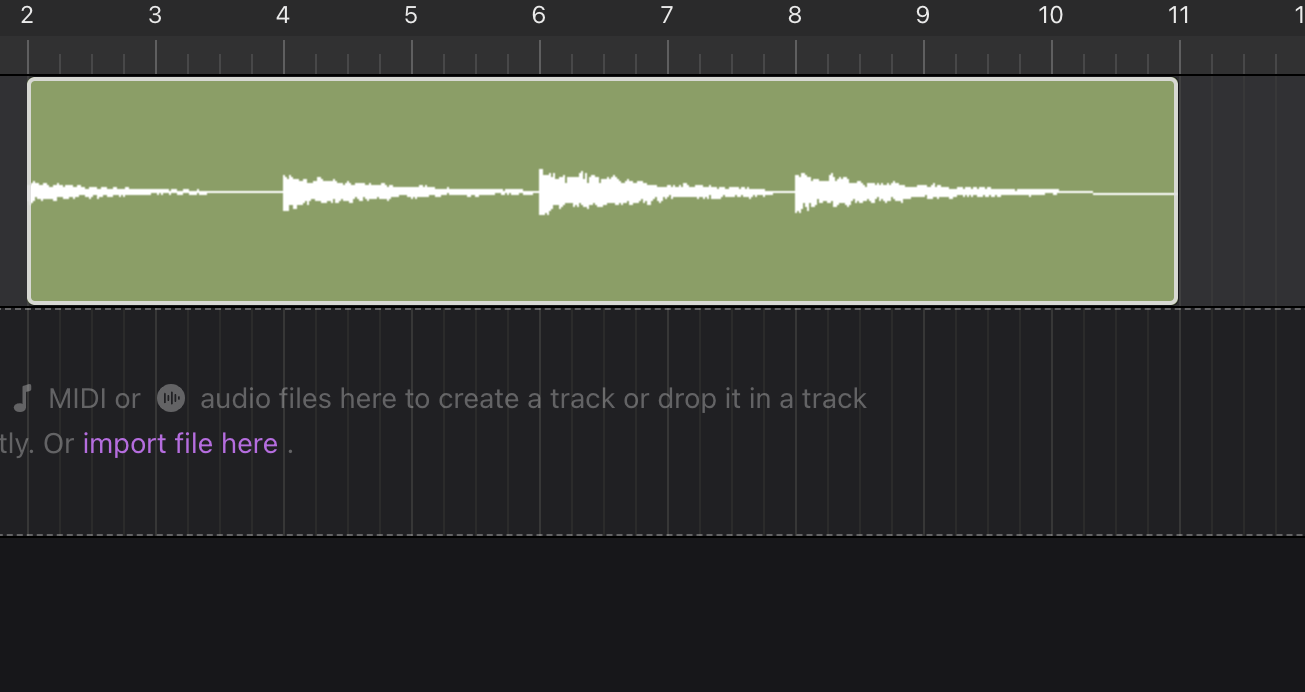 2 3 4 5 6 7 8 9 10 11
MIDI or audio files here to create a track or drop it in a track
tly. Or import file here .